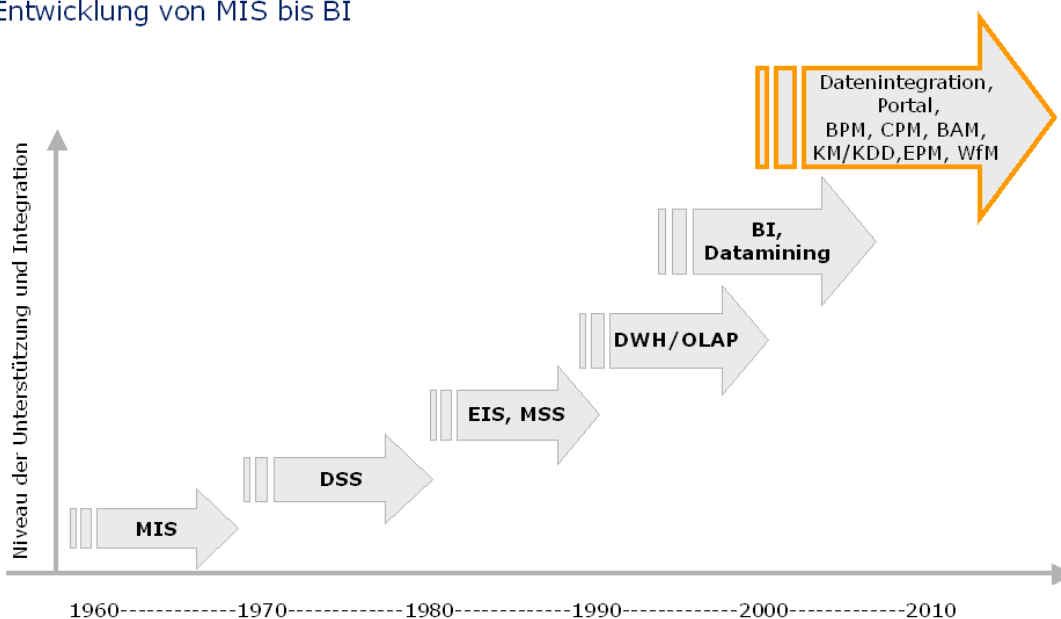 Entwicklung von MIS bis BI
Datenintegration,
Portal,
BPM, CPM, BAM,
KM/KDD,EPM, WfM
BI,
Datamining
DWH/OLAP
EIS, MSS
DSS
MIS
Niveau der Unterstützung und Integration
1960------------1970------------1980------------1990------------2000------------2010